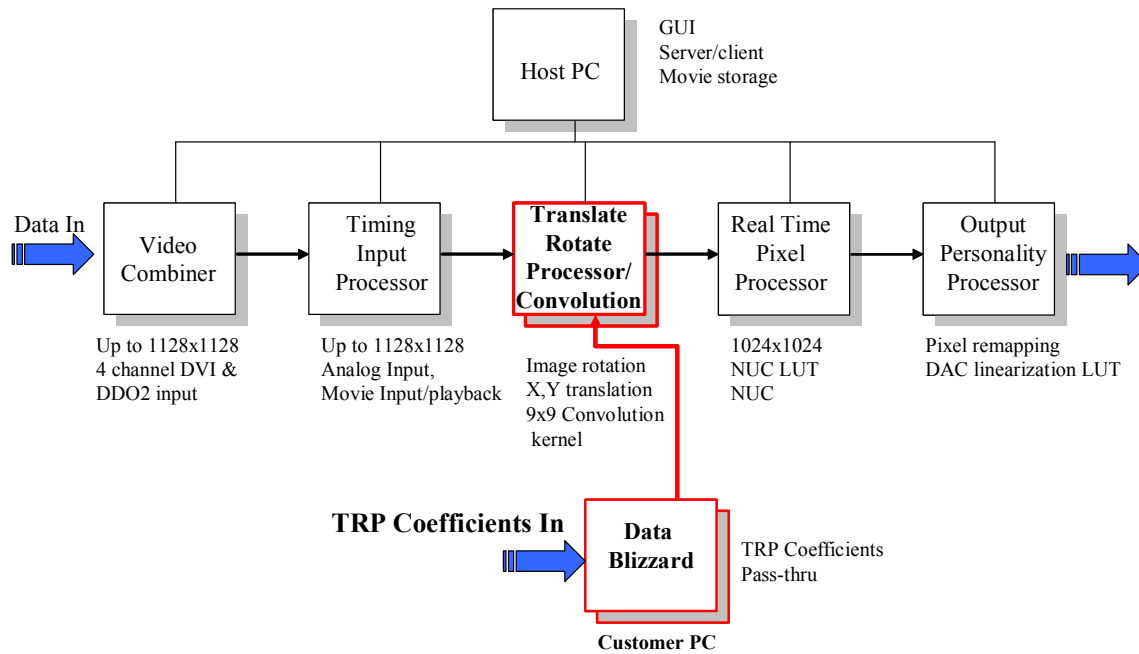 Host PC
GUI
Server/client
Movie storage
Data In
Video
Combiner
Timing
Input
Processor
Translate
Rotate
Processor/
Convolution
Real Time
Pixel
Processor
Output
Personality
Processor
Up to 1128x1128
4 channel DVI &
DDO2 input
Up to 1128x1128
Analog Input,
Movie Input/playback
Image rotation
X,Y translation
9x9 Convolution
kernel
1024x1024
NUC LUT
NUC
Pixel remapping
DAC linearization LUT
TRP Coefficients In
Data
Blizzard
TRP Coefficients
Pass-thru
Customer PC